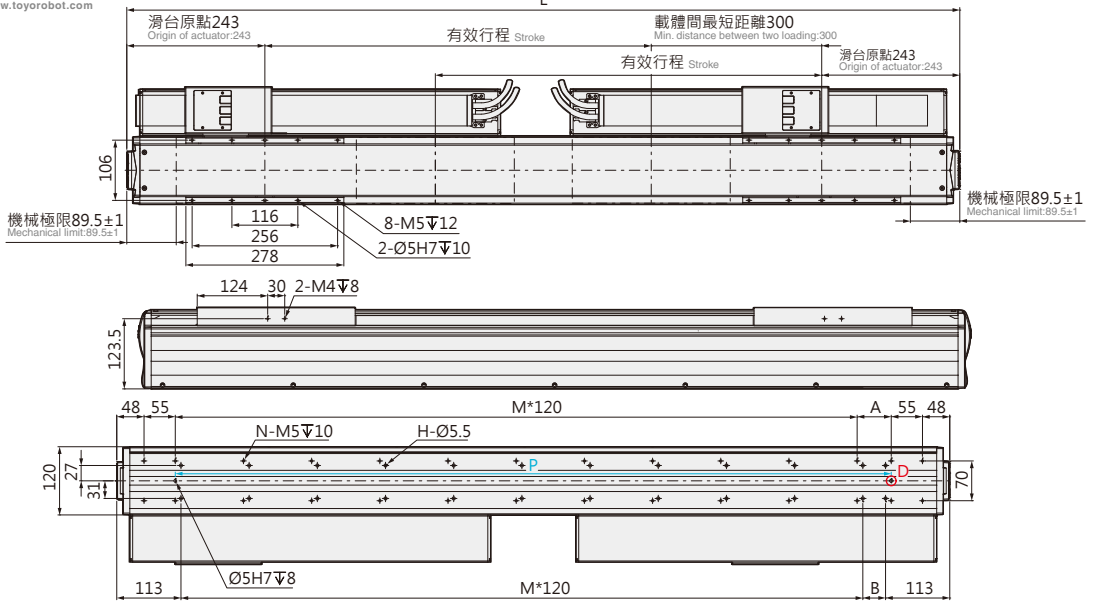 w.toyorobot.com
L
滑台原點243
Origin of actuator:243
有效行程 Stroke
載體間最短距離300
Min. distance between two loading:300
滑台原點243
Origin of actuator:243
有效行程 Stroke
106
機械極限89.5±1
Mechanical limit:89.5±1
機械極限89.5±1
Mechanical limit:89.5±1
116
256
278
8-M5↧12
2-Ø5H7↧10
124
30
2-M4↧8
123.5
48
55
M*120
A
55
48
N-M5↧10
H-Ø5.5
P
D
120
27
31
70
Ø5H7↧8
113
M*120
B
113